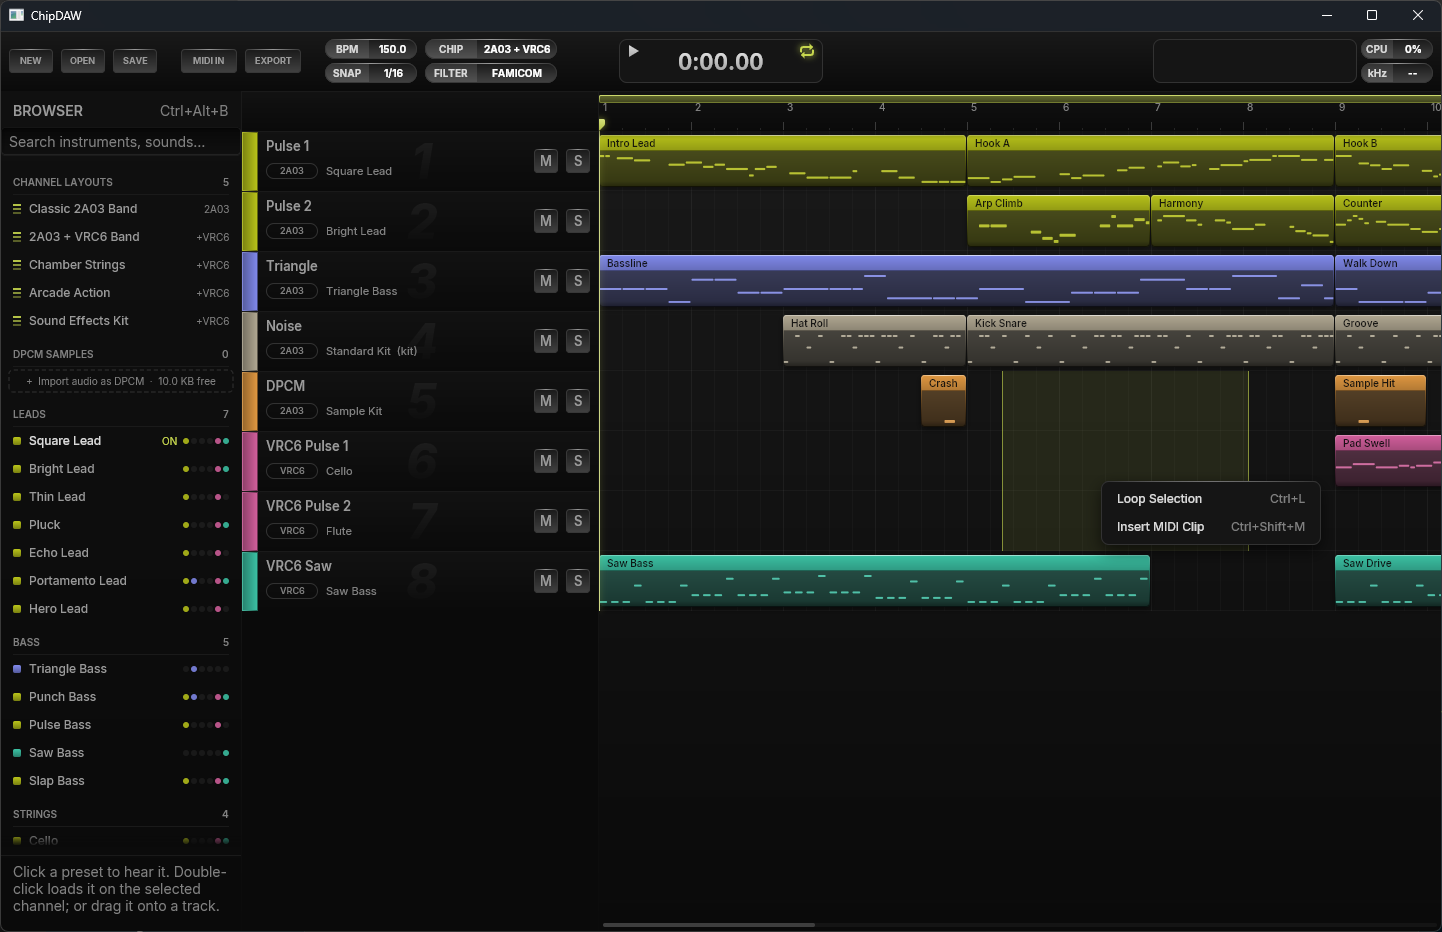 ChipDAW
NEW OPEN SAVE MIDI IN EXPORT
BPM 150.0 CHIP 2A03 + VRC6
SNAP 1/16 FILTER FAMICOM
0:00.00
CPU 0%
kHz --
BROWSER Ctrl+Alt+B
Search instruments, sounds...
CHANNEL LAYOUTS 5
Classic 2A03 Band 2A03
2A03 + VRC6 Band +VRC6
Chamber Strings +VRC6
Arcade Action +VRC6
Sound Effects Kit +VRC6
DPCM SAMPLES 0
+ Import audio as DPCM · 10.0 KB free
LEADS 7
Square Lead ON
Bright Lead
Thin Lead
Pluck
Echo Lead
Portamento Lead
Hero Lead
BASS 5
Triangle Bass
Punch Bass
Pulse Bass
Saw Bass
Slap Bass
STRINGS 4
Cello
Click a preset to hear it. Double-
click loads it on the selected
channel; or drag it onto a track.
1 2 3 4 5 6 7 8 9 10
Pulse 1 1 M S
2A03 Square Lead
Intro Lead Hook A Hook B
Pulse 2 2 M S
2A03 Bright Lead
Arp Climb Harmony Counter
Triangle 3 M S
2A03 Triangle Bass
Bassline Walk Down
Noise 4 M S
2A03 Standard Kit (kit)
Hat Roll Kick Snare Groove
DPCM 5 M S
2A03 Sample Kit
Crash Sample Hit
VRC6 Pulse 1 6 M S
VRC6 Cello
Pad Swell
VRC6 Pulse 2 7 M S
VRC6 Flute
Loop Selection Ctrl+L
Insert MIDI Clip Ctrl+Shift+M
VRC6 Saw 8 M S
VRC6 Saw Bass
Saw Bass Saw Drive